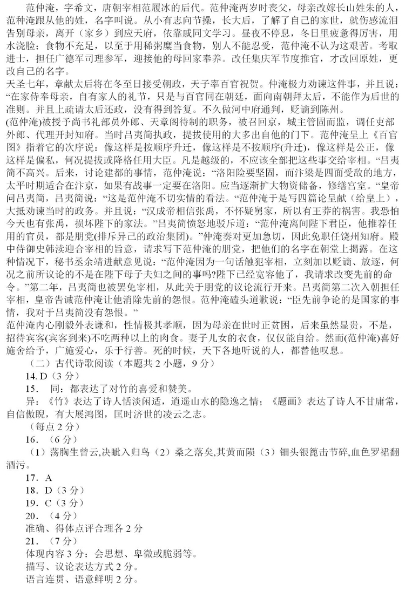 范仲淹，字希文，唐朝宰相范履冰的后代。范仲淹两岁时丧父，母亲改嫁长山姓朱的人，
范仲淹跟从他的姓，名字叫说。从小有志向节操，长大后，了解了自己的家世，就伤感流泪
告别母亲，离开（家乡）到应天府，依靠戚同文学习。昼夜不停息，冬日里疲惫得厉害，用
水浇脸；食物不充足，以至于用稀粥糜当食物，别人不能忍受，范仲淹不认为这艰苦。考取
进士，担任广德军司理参军，迎接他的母回家奉养。改任集庆军节度推官，才改回原姓，更
改自己的名字。
天圣七年，章献太后将在冬至日接受朝政，天子率百官祝贺。仲淹极力劝谏这件事，并且说：
“在家侍奉母亲，自有家人的礼节，只是与百官同在朝廷，面向南朝拜太后，不能作为后世的
准则。并且上疏请太后还政，没有得到答复。不久做河中府通判，贬谪到陈州。
(范仲淹)被授予尚书礼部员外郎、天章阁待制的职务，被召回京，城主管国而监，调任吏部
外郎、代理开封知府。当时吕夷简执政，提拔使用的大多出自他的门下。范仲淹呈上《百官
图》指着它的次序说：像这样是按顺序升迁，像这样是不按顺序(升迁)，像这样是公正，像
这样是偏私，何况提拔或降格任用大臣。凡是越级的，不应该全都把这些事交给宰相。”吕夷
简不高兴。后来，讨论建都的事情，范仲淹说：“洛阳险要坚固，而汴梁是四面受敌的地方，
太平时期适合在汴京，如果有战事一定要在洛阳。应当逐渐扩大物资储备，修缮宫室。”皇帝
问吕夷简，吕夷简说：“这是范仲淹不切实情的看法。”范仲淹于是写四篇论呈献（给皇上），
大抵劝谏当时的政务。并且说：“汉成帝相信张禹，不怀疑舅家，所以有王莽的祸害。我恐怕
今天也有张禹，损坏陛下的家法。”吕夷简愤怒地毁斥道：“范仲淹离间陛下君臣，他推荐任
用的官员，都是朋党(排斥异己的政治集团)。”仲淹奏对更加恳切，因此免职任饶州知府。殿
中侍御史韩渎迎合宰相的旨意，请求写下范仲淹的朋党，把他们的名字在朝堂上揭露。在这
种情况下，秘书丞余靖进献意见说：“范仲淹因为一句话触犯宰相，立刻加以贬谪、放逐，何
况之前所议论的不是在陛下母子夫妇之间的事吗?陛下已经宽容他了，我请求改变先前的命
令。”第二年，吕夷简也被罢免宰相，从此关于朋党的议论流行开来。吕夷简第二次入朝担任
宰相，皇帝告诫范仲淹让他消除先前的怨恨。范仲淹磕头道歉说：“臣先前争论的是国家的事
情，我对于吕夷简没有怨恨。”
范仲淹内心刚毅外表谦和，性情极其孝顺，因为母亲在世时正贫困，后来虽然显贵，不是，
招待宾客(宾客到来)不吃两种以上的肉食。妻子儿女的衣食，仅仅能自给。然而(范仲淹)喜好
施舍给予，广施爱心，乐于行善。死的时候，天下各地听说的人，都替他叹息。
（二）古代诗歌阅读（本题共 2 小题，9 分）
14. D（3 分）
15．同：都表达了对竹的喜爱和赞美。
异：《竹》表达了诗人恬淡闲适，逍遥山水的隐逸之情；《题画》表达了诗人不甘庸常，
自信傲睨，有大展鸿图，匡时济世的凌云之志。
（每点 2 分）
16．（6 分）
（1）荡胸生曾云,决眦入归鸟（2）桑之落矣,其黄而陨（3）钿头银篦击节碎,血色罗裙翻
酒污。
17．A
18．D（3 分）
19．C（3 分）
20．（4 分）
准确、得体点评合理各 2 分
21．（7 分）
体现内容 3 分：会思想、卑微或脆弱等。
描写、议论表达方式 2 分。
语言连贯、语意鲜明 2 分。